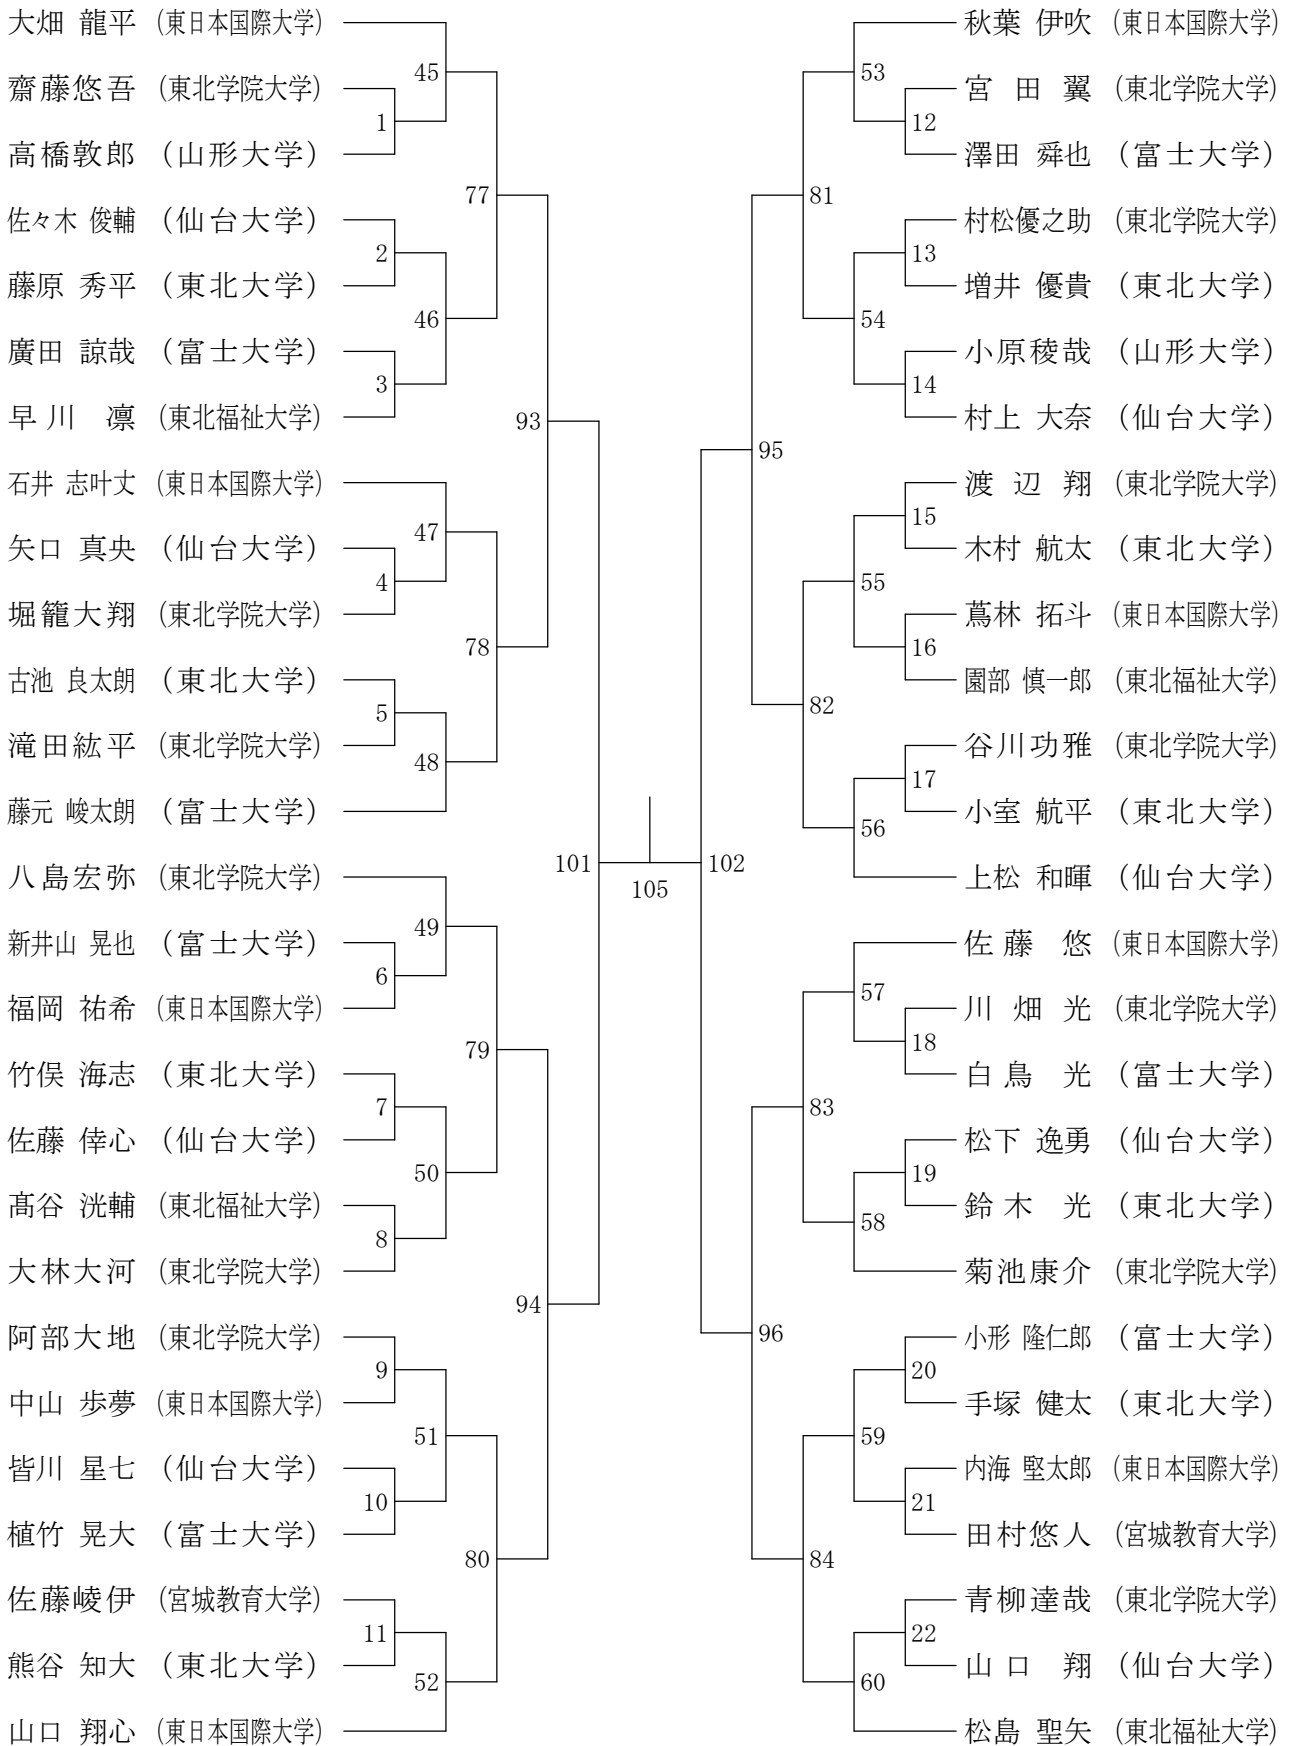 大畑 龍平 (東日本国際大学)
齋藤悠吾 (東北学院大学)
高橋敦郎 (山形大学)
佐々木 俊輔 (仙台大学)
藤原 秀平 (東北大学)
廣田 諒哉 (富士大学)
早川 凛 (東北福祉大学)
石井 志叶丈 (東日本国際大学)
矢口 真央 (仙台大学)
堀籠大翔 (東北学院大学)
古池 良太朗 (東北大学)
滝田紘平 (東北学院大学)
藤元 峻太朗 (富士大学)
八島宏弥 (東北学院大学)
新井山 晃也 (富士大学)
福岡 祐希 (東日本国際大学)
竹俣 海志 (東北大学)
佐藤 倖心 (仙台大学)
髙谷 洸輔 (東北福祉大学)
大林大河 (東北学院大学)
阿部大地 (東北学院大学)
中山 歩夢 (東日本国際大学)
皆川 星七 (仙台大学)
植竹 晃大 (富士大学)
佐藤崚伊 (宮城教育大学)
熊谷 知大 (東北大学)
山口 翔心 (東日本国際大学)
1
2
3
4
5
6
7
8
9
10
11
45
46
47
48
49
50
51
52
77
78
79
80
93
94
101
105
102
95
96
81
82
83
84
53
54
55
56
57
58
59
60
12
13
14
15
16
17
18
19
20
21
22
秋葉 伊吹 (東日本国際大学)
宮田翼 (東北学院大学)
澤田 舜也 (富士大学)
村松優之助 (東北学院大学)
増井 優貴 (東北大学)
小原稜哉 (山形大学)
村上 大奈 (仙台大学)
渡辺翔 (東北学院大学)
木村 航太 (東北大学)
蔦林 拓斗 (東日本国際大学)
園部 慎一郎 (東北福祉大学)
谷川功雅 (東北学院大学)
小室 航平 (東北大学)
上松 和暉 (仙台大学)
佐藤 悠 (東日本国際大学)
川畑光 (東北学院大学)
白鳥 光 (富士大学)
松下 逸勇 (仙台大学)
鈴木 光 (東北大学)
菊池康介 (東北学院大学)
小形 隆仁郎 (富士大学)
手塚 健太 (東北大学)
内海 堅太郎 (東日本国際大学)
田村悠人 (宮城教育大学)
青柳達哉 (東北学院大学)
山口 翔 (仙台大学)
松島 聖矢 (東北福祉大学)